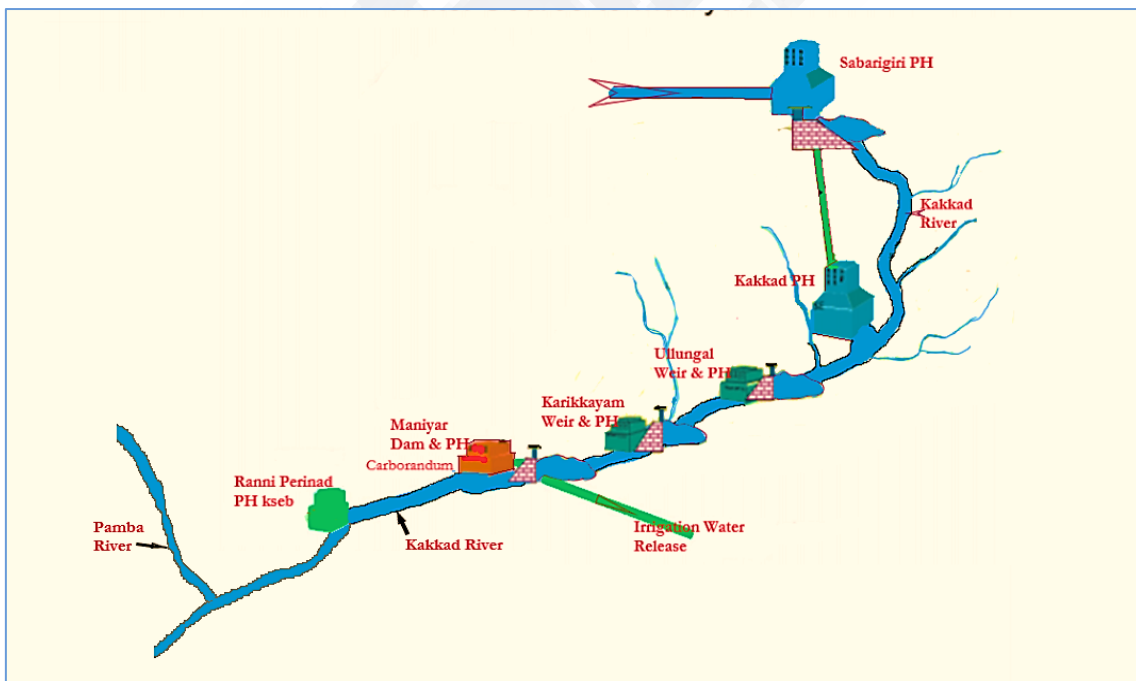 Sabarigiri PH
Kakkad
River
Kakkad PH
Ullungal
Weir & PH
Karikkayam
Weir & PH
Maniyar
Dam & PH
Carborandum
Ranni Perinad
PH kseb
Irrigation Water
Release
Pamba
River
Kakkad River